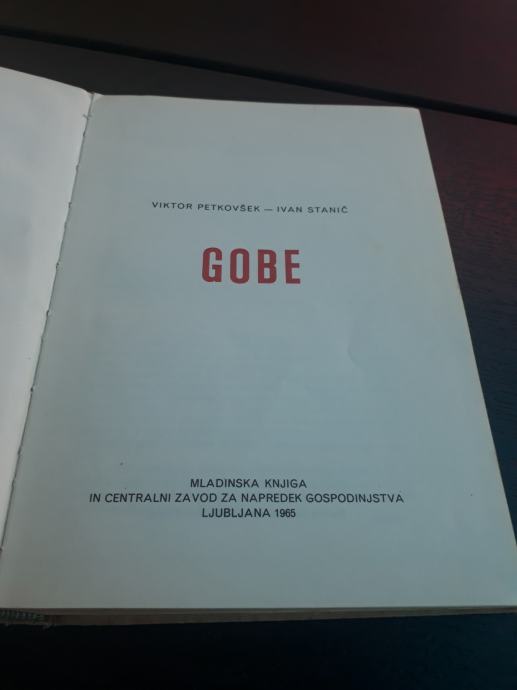 VIKTOR PETKOVŠEK — IVAN STANIČ
GOBE
MLADINSKA KNJIGA
IN CENTRALNI ZAVOD ZA NAPREDEK GOSPODINJSTVA
LJUBLJANA 1965